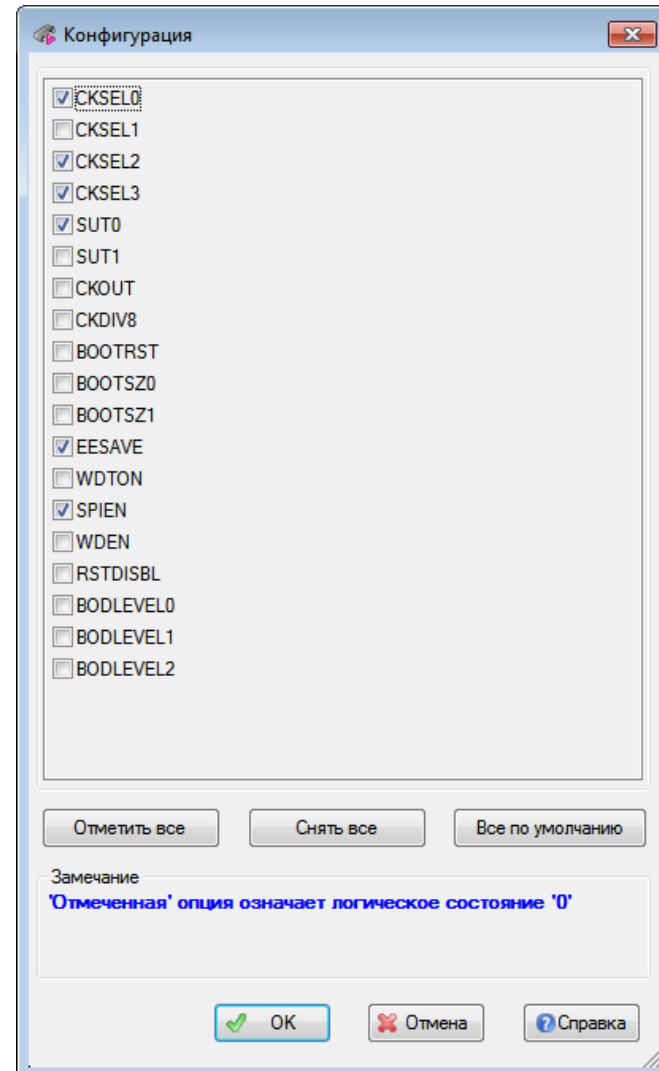 Конфигурация
CKSEL0
CKSEL1
CKSEL2
CKSEL3
SUT0
SUT1
CKOUT
CKDIV8
BOOTRST
BOOTSZ0
BOOTSZ1
EESAVE
WDTON
SPIEN
WDEN
RSTDISBL
BODLEVEL0
BODLEVEL1
BODLEVEL2
Отметить все
Снять все
Все по умолчанию
Замечание
'Отмеченная' опция означает логическое состояние '0'
OK
Отмена
Справка